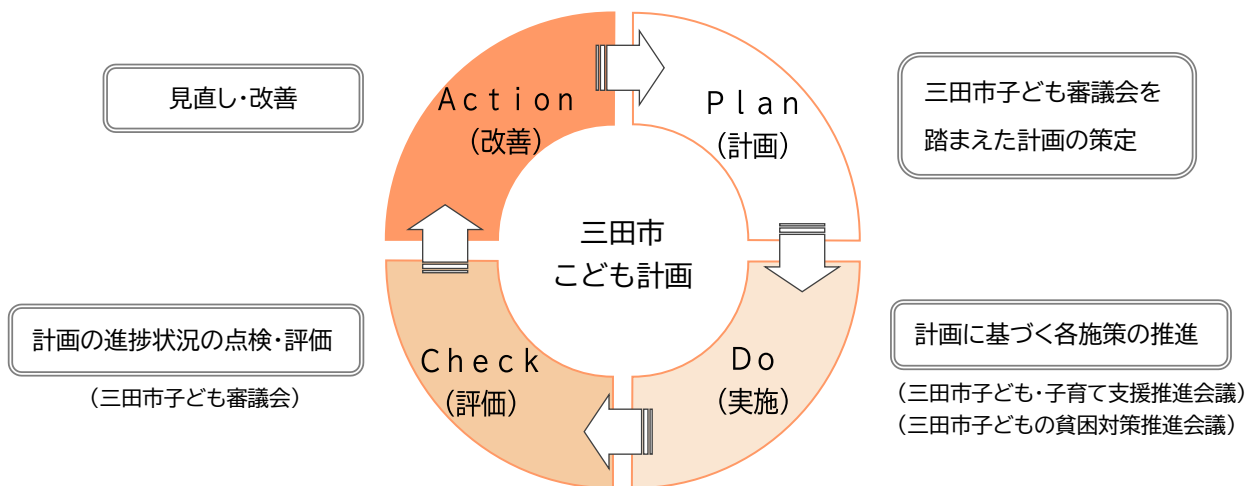 Action
(改善)
Plan
(計画)
Do
(実施)
Check
(評価)
三田市
こども計画
見直し・改善
三田市子ども審議会を
踏まえた計画の策定
計画の進捗状況の点検・評価
(三田市子ども審議会)
計画に基づく各施策の推進
(三田市子ども・子育て支援推進会議)
(三田市子どもの貧困対策推進会議)